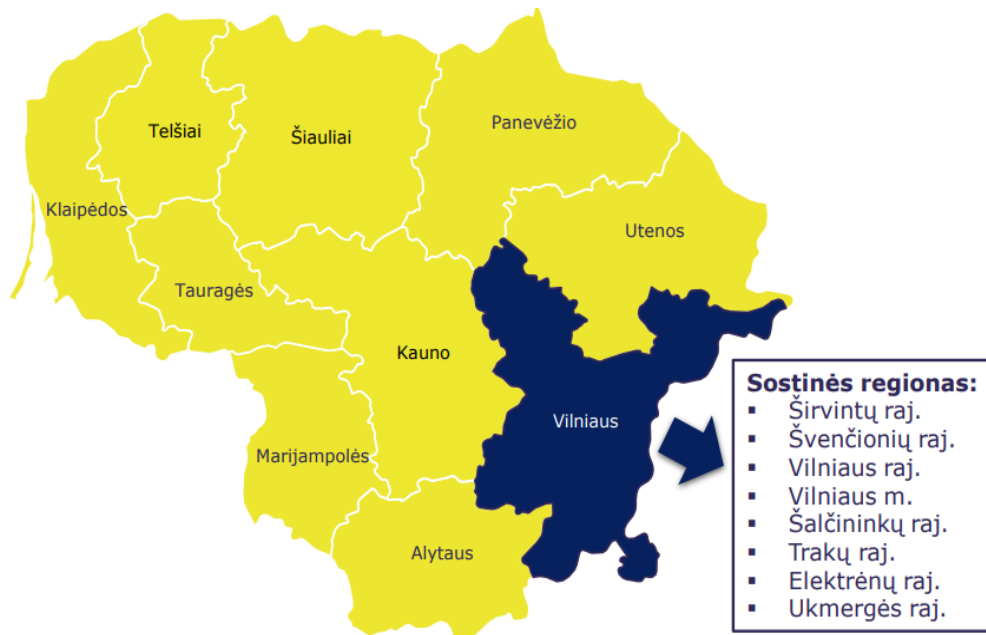 Telšiai
Šiauliai
Panevėžio
Klaipėdos
Utenos
Tauragės
Kauno
Vilniaus
Marijampolės
Alytaus
Sostinės regionas:
▪ Širvintų raj.
▪ Švenčionių raj.
▪ Vilniaus raj.
▪ Vilniaus m.
▪ Šalčininkų raj.
▪ Trakų raj.
▪ Elektrėnų raj.
▪ Ukmergės raj.